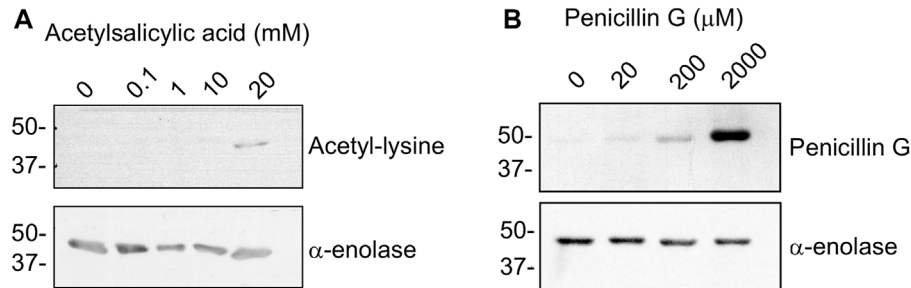 A
Acetylsalicylic acid (mM)
0 0.1 1 10 20
50-
37-
Acetyl-lysine
50-
37-
α-enolase
B
Penicillin G (μM)
0 20 200 2000
50-
37-
Penicillin G
50-
37-
α-enolase